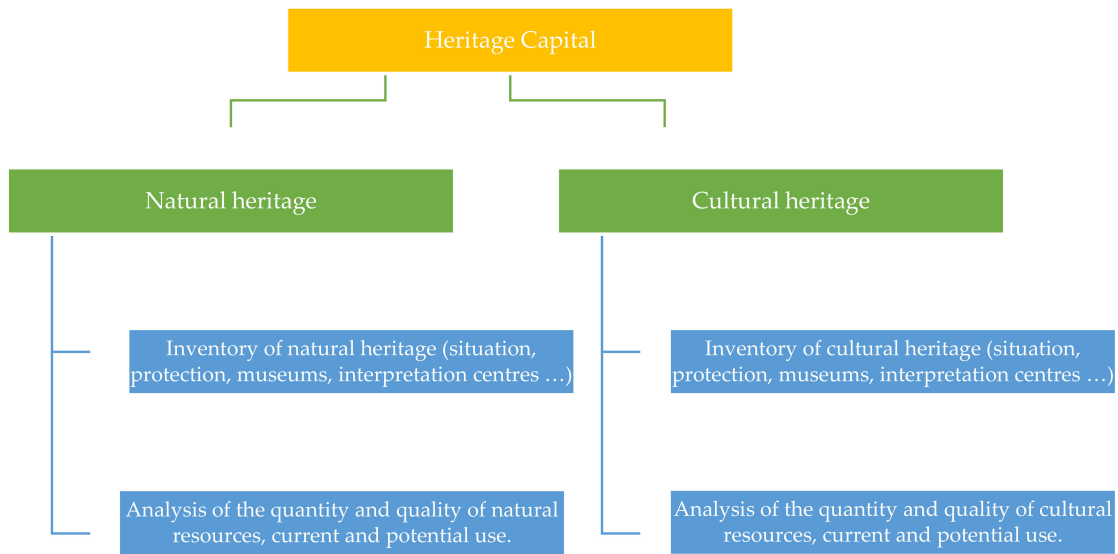 Heritage Capital
Natural heritage
Cultural heritage
Inventory of natural heritage (situation,
protection, museums, interpretation centres …)
Inventory of cultural heritage (situation,
protection, museums, interpretation centres …)
Analysis of the quantity and quality of natural
resources, current and potential use.
Analysis of the quantity and quality of cultural
resources, current and potential use.